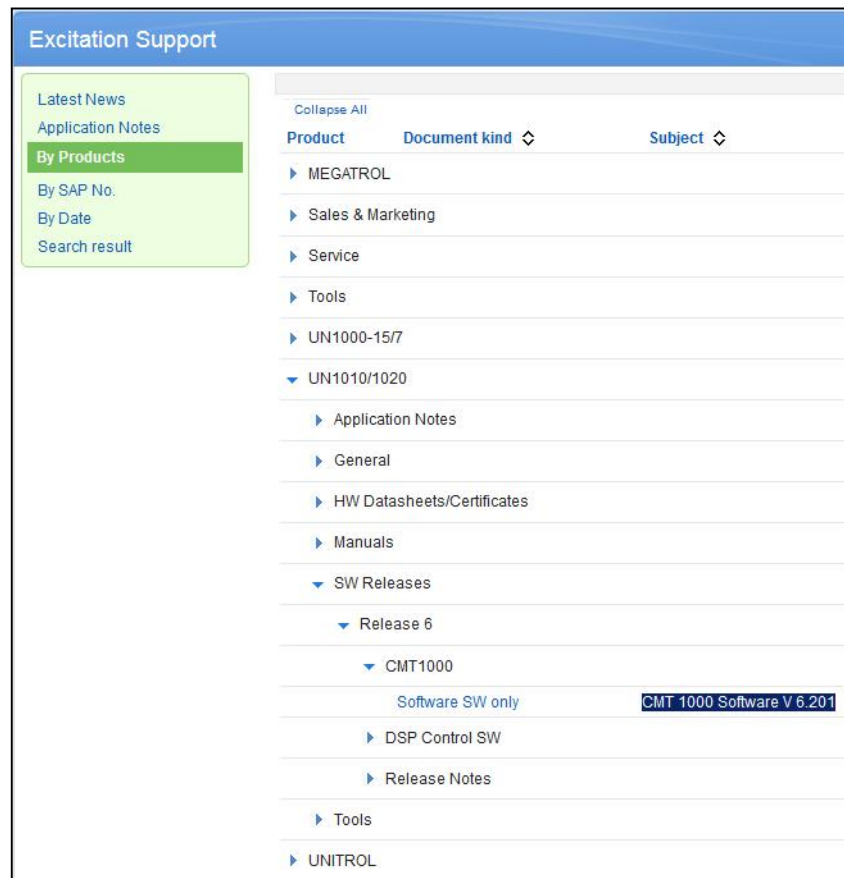 Excitation Support
Latest News
Application Notes
By Products
By SAP No.
By Date
Search result
Collapse All
Product Document kind Subject
MEGATROL
Sales & Marketing
Service
Tools
UN1000-15/7
UN1010/1020
Application Notes
General
HW Datasheets/Certificates
Manuals
SW Releases
Release 6
CMT1000
Software SW only CMT 1000 Software V 6.201
DSP Control SW
Release Notes
Tools
UNITROL